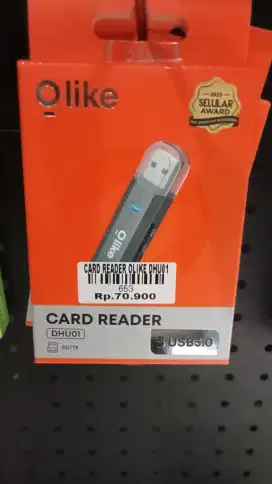 Olike
2023
SELULAR
AWARD
Olike
CARD READER OLIKE DHU01
653
Rp.70.900
CARD READER
DHU01
SD/TF
USB3.0